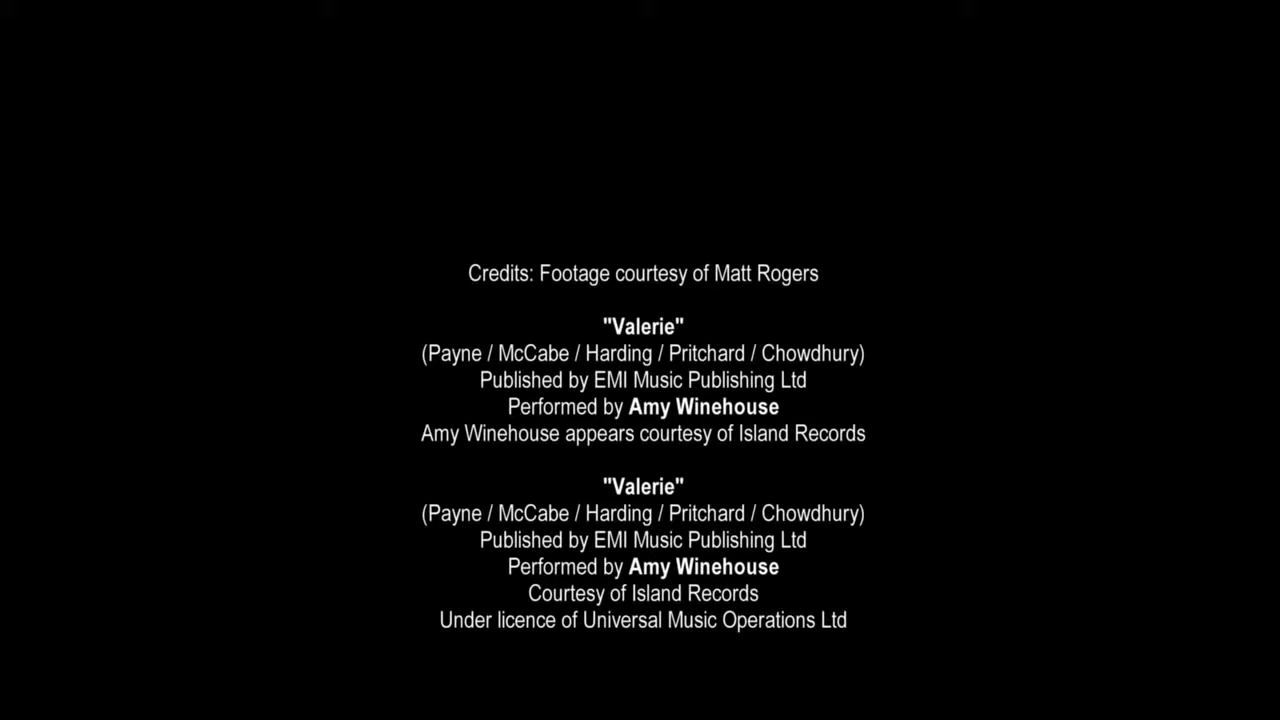 Credits: Footage courtesy of Matt Rogers
"Valerie"
(Payne / McCabe / Harding / Pritchard / Chowdhury)
Published by EMI Music Publishing Ltd
Performed by Amy Winehouse
Amy Winehouse appears courtesy of Island Records
"Valerie"
(Payne / McCabe / Harding / Pritchard / Chowdhury)
Published by EMI Music Publishing Ltd
Performed by Amy Winehouse
Courtesy of Island Records
Under licence of Universal Music Operations Ltd